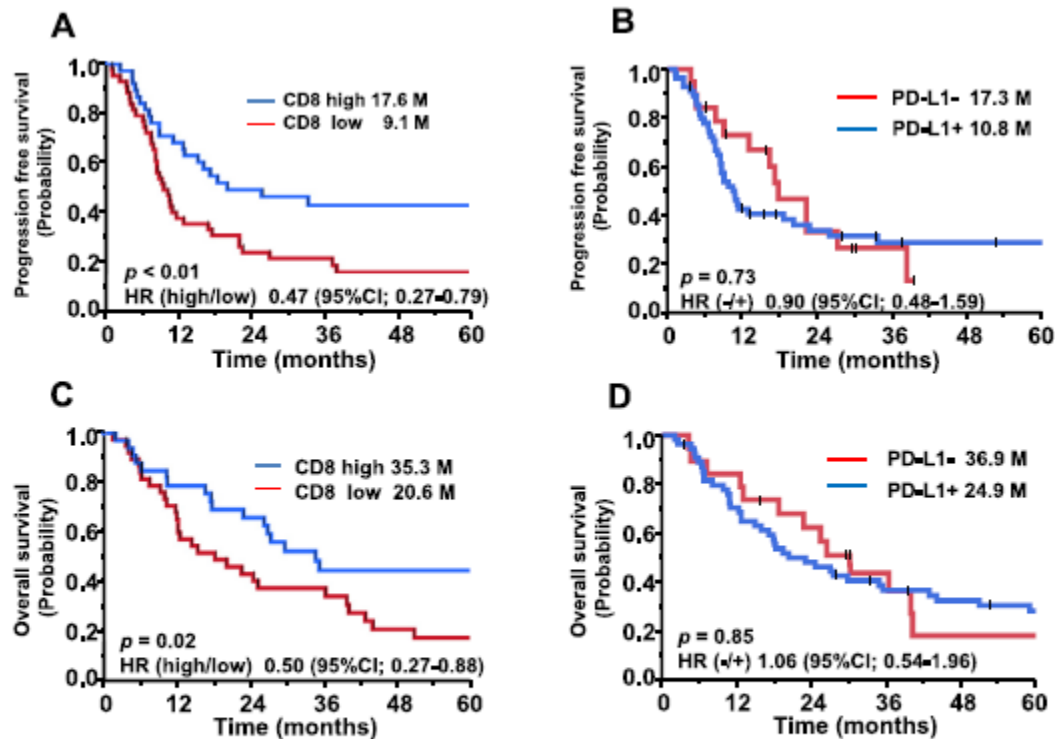 A
Progression free survival
(Probability)
1.0
0.8
0.6
0.4
0.2
0.0
CD8 high 17.6 M
CD8 low 9.1 M
p < 0.01
HR (high/low) 0.47 (95%CI; 0.27-0.79)
0 12 24 36 48 60
Time (months)
B
Progression free survival
(Probability)
1.0
0.8
0.6
0.4
0.2
0.0
PD-L1- 17.3 M
PD-L1+ 10.8 M
p = 0.73
HR (-/+) 0.90 (95%CI; 0.48-1.59)
0 12 24 36 48 60
Time (months)
C
Overall survival
(Probability)
1.0
0.8
0.6
0.4
0.2
0.0
CD8 high 35.3 M
CD8 low 20.6 M
p = 0.02
HR (high/low) 0.50 (95%CI; 0.27-0.88)
0 12 24 36 48 60
Time (months)
D
Overall survival
(Probability)
1.0
0.8
0.6
0.4
0.2
0.0
PD-L1- 36.9 M
PD-L1+ 24.9 M
p = 0.85
HR (-/+) 1.06 (95%CI; 0.54-1.96)
0 12 24 36 48 60
Time (months)